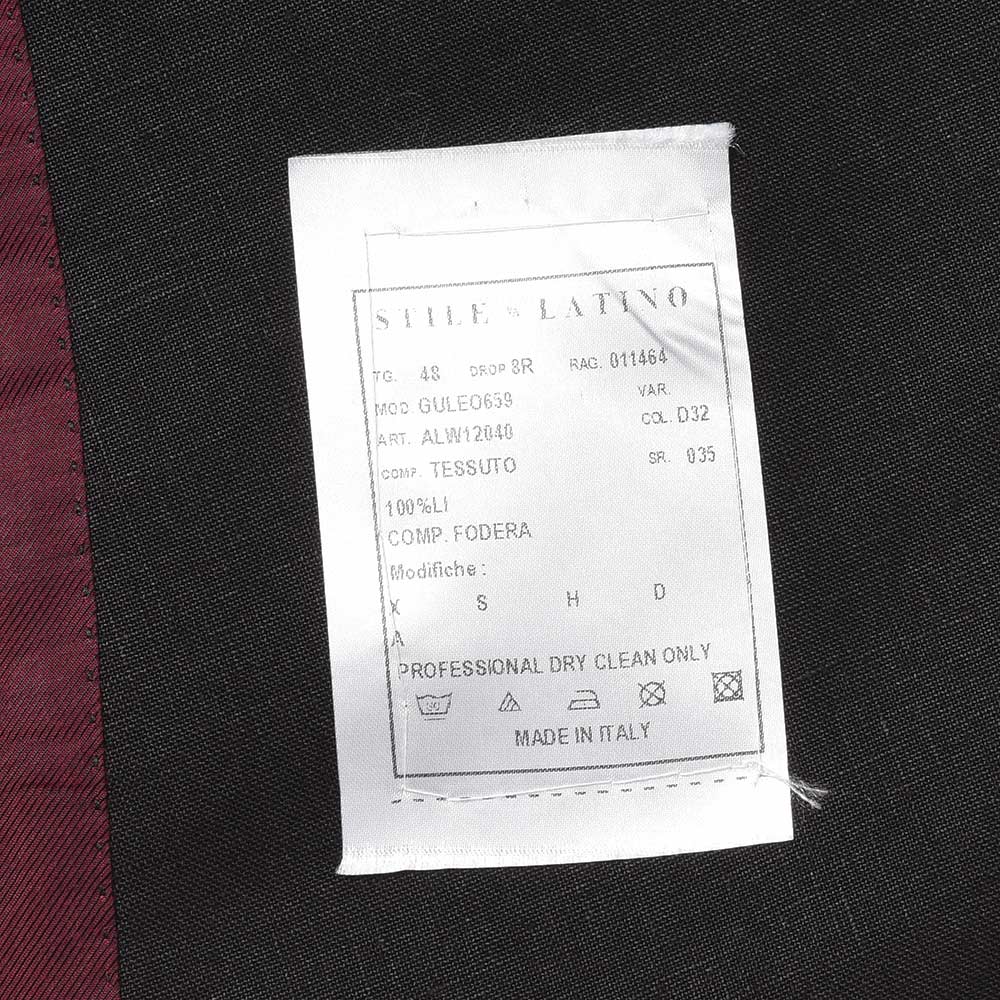 STILE LATINO
TG. 48 DROP 8R RAG. 011464
MOD. GULEO659 VAR.
ART. ALW12040 COL. D32
COMP. TESSUTO SR. 035
100%LI
COMP. FODERA
Modifiche:
X S H D
A
PROFESSIONAL DRY CLEAN ONLY
30
MADE IN ITALY